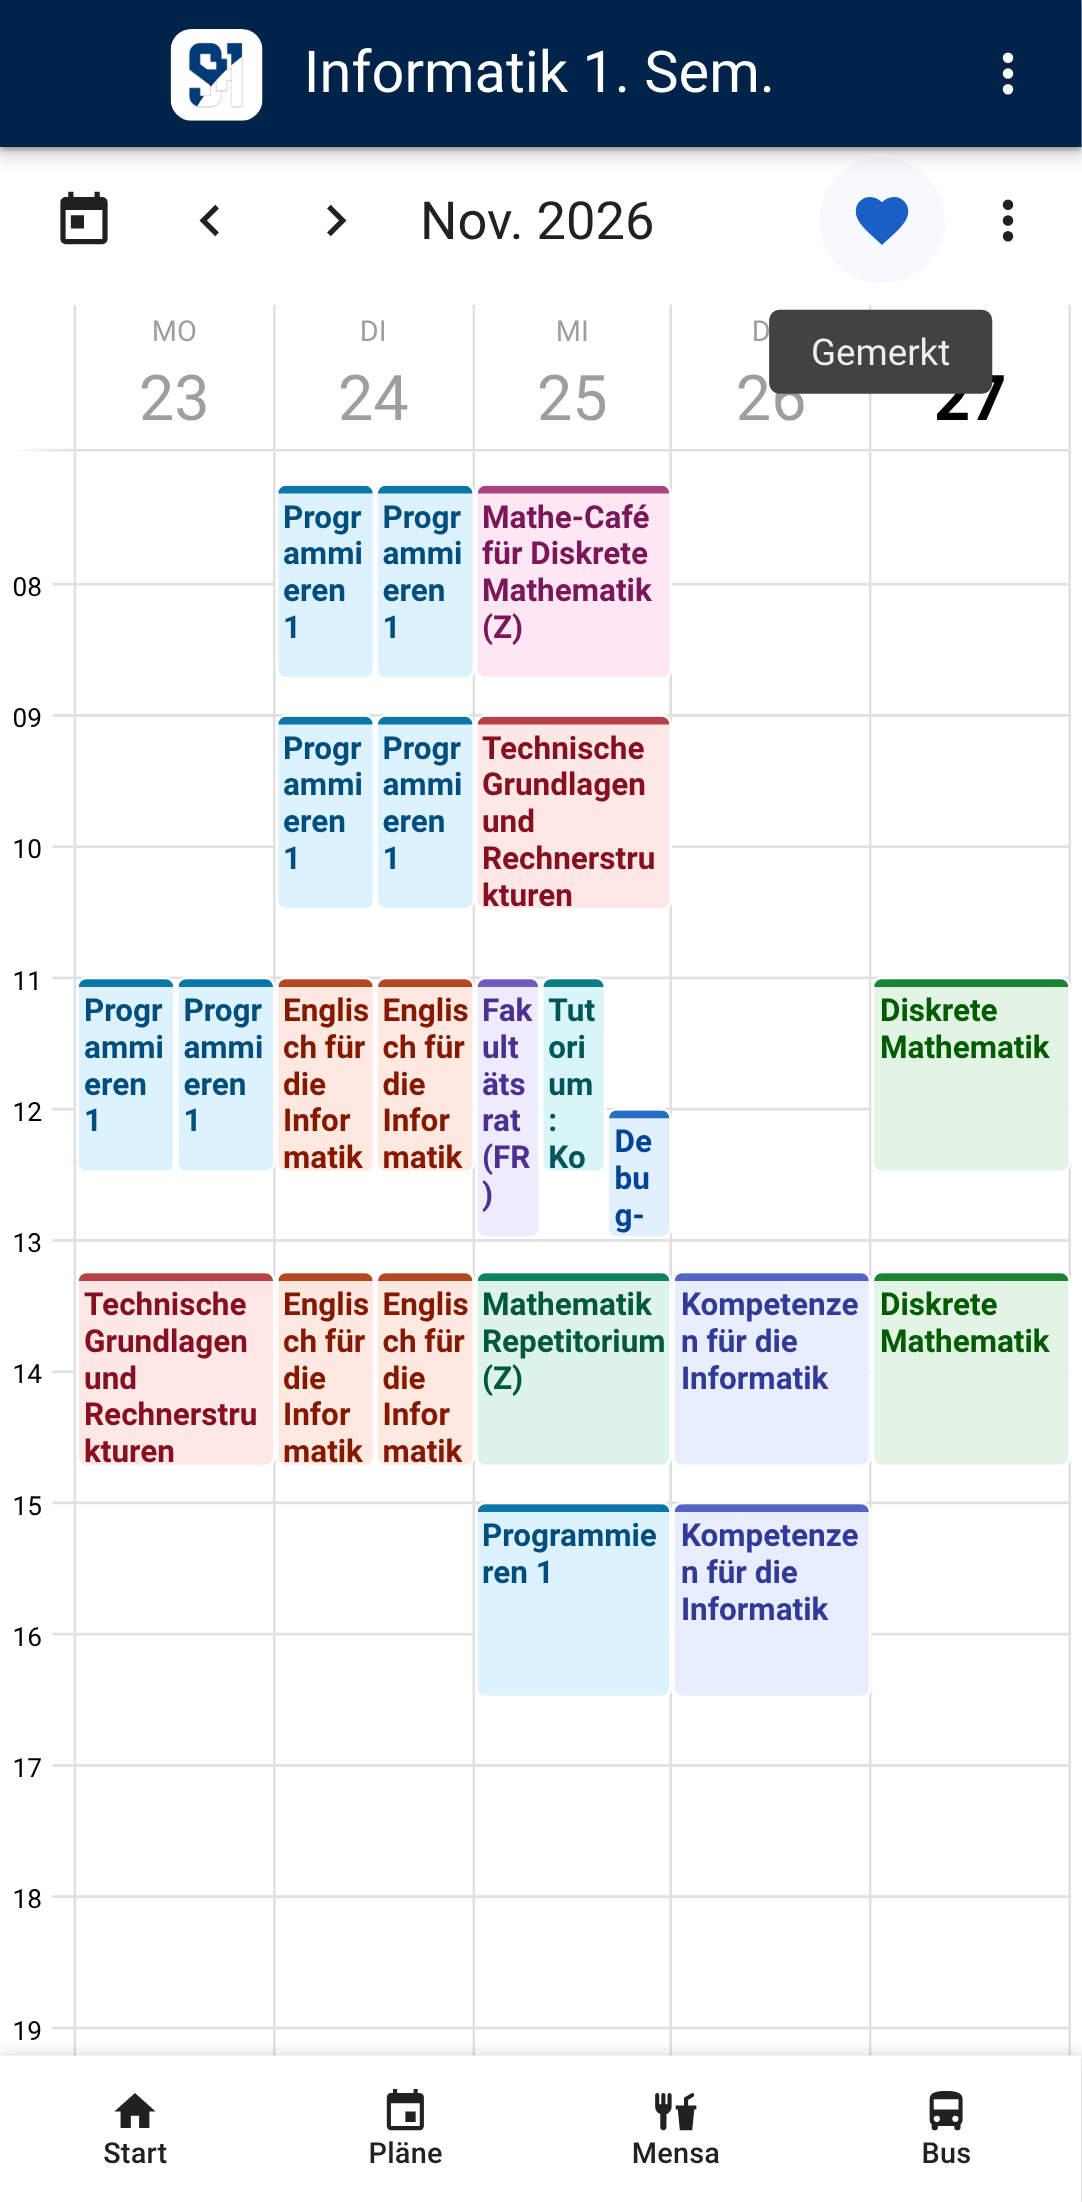 Informatik 1. Sem.
Nov. 2026
Gemerkt
MO
DI
MI
D
23
24
25
26
27
08
09
10
11
12
13
14
15
16
17
18
19
Progr
ammi
eren
1
Progr
ammi
eren
1
Mathe-Café
für Diskrete
Mathematik
(Z)
Progr
ammi
eren
1
Progr
ammi
eren
1
Technische
Grundlagen
und
Rechnerstru
kturen
Progr
ammi
eren
1
Progr
ammi
eren
1
Englis
ch für
die
Infor
matik
Englis
ch für
die
Infor
matik
Fak
ult
äts
rat
(FR
)
Tut
ori
um
:
Ko
De
bu
g-
Diskrete
Mathematik
Technische
Grundlagen
und
Rechnerstru
kturen
Englis
ch für
die
Infor
matik
Englis
ch für
die
Infor
matik
Mathematik
Repetitorium
(Z)
Kompetenze
n für die
Informatik
Diskrete
Mathematik
Programmie
ren 1
Kompetenze
n für die
Informatik
Start
Pläne
Mensa
Bus